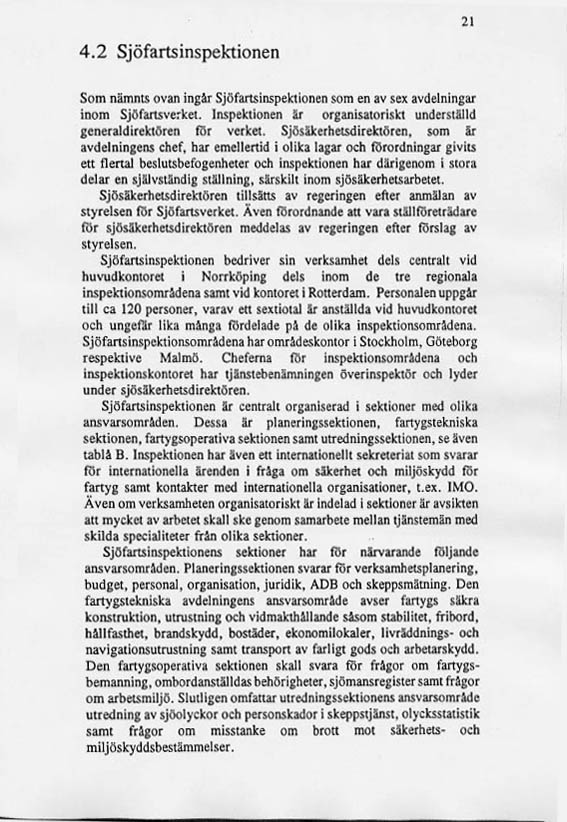 21
4.2 Sjöfartsinspektionen
Som nämnts ovan ingår Sjöfartsinspektionen som en av sex avdelningar
inom Sjöfartsverket. Inspektionen är organisatoriskt underställd
generaldirektören för verket. Sjösäkerhetsdirektören, som är
avdelningens chef, har emellertid i olika lagar och förordningar givits
ett flertal beslutsbefogenheter och inspektionen har därigenom i stora
delar en självständig ställning, särskilt inom sjösäkerhetsarbetet.
Sjösäkerhetsdirektören tillsätts av regeringen efter anmälan av
styrelsen för Sjöfartsverket. Även förordnande att vara ställföreträdare
för sjösäkerhetsdirektören meddelas av regeringen efter förslag av
styrelsen.
Sjöfartsinspektionen bedriver sin verksamhet dels centralt vid
huvudkontoret i Norrköping dels inom de tre regionala
inspektionsområdena samt vid kontoret i Rotterdam. Personalen uppgår
till ca 120 personer, varav ett sextiotal är anställda vid huvudkontoret
och ungefär lika många fördelade på de olika inspektionsområdena.
Sjöfartsinspektionsområdena har områdeskontor i Stockholm, Göteborg
respektive Malmö. Cheferna för inspektionsområdena och
inspektionskontoret har tjänstebenämningen överinspektör och lyder
under sjösäkerhetsdirektören.
Sjöfartsinspektionen är centralt organiserad i sektioner med olika
ansvarsområden. Dessa är planeringssektionen, fartygstekniska
sektionen, fartygsoperativa sektionen samt utredningssektionen, se även
tablå B. Inspektionen har även ett internationellt sekreteriat som svarar
för internationella ärenden i fråga om säkerhet och miljöskydd för
fartyg samt kontakter med internationella organisationer, t.ex. IMO.
Även om verksamheten organisatoriskt är indelad i sektioner är avsikten
att mycket av arbetet skall ske genom samarbete mellan tjänstemän med
skilda specialiteter från olika sektioner.
Sjöfartsinspektionens sektioner har för närvarande följande
ansvarsområden. Planeringssektionen svarar för verksamhetsplanering,
budget, personal, organisation, juridik, ADB och skeppsmätning. Den
fartygstekniska avdelningens ansvarsområde avser fartygs säkra
konstruktion, utrustning och vidmakthållande såsom stabilitet, fribord,
hållfasthet, brandskydd, bostäder, ekonomilokaler, livräddnings- och
navigationsutrustning samt transport av farligt gods och arbetarskydd.
Den fartygsoperativa sektionen skall svara för frågor om fartygs-
bemanning, ombordanställdas behörigheter, sjömansregister samt frågor
om arbetsmiljö. Slutligen omfattar utredningssektionens ansvarsområde
utredning av sjöolyckor och personskador i skeppstjänst, olycksstatistik
samt frågor om misstanke om brott mot säkerhets- och
miljöskyddsbestämmelser.